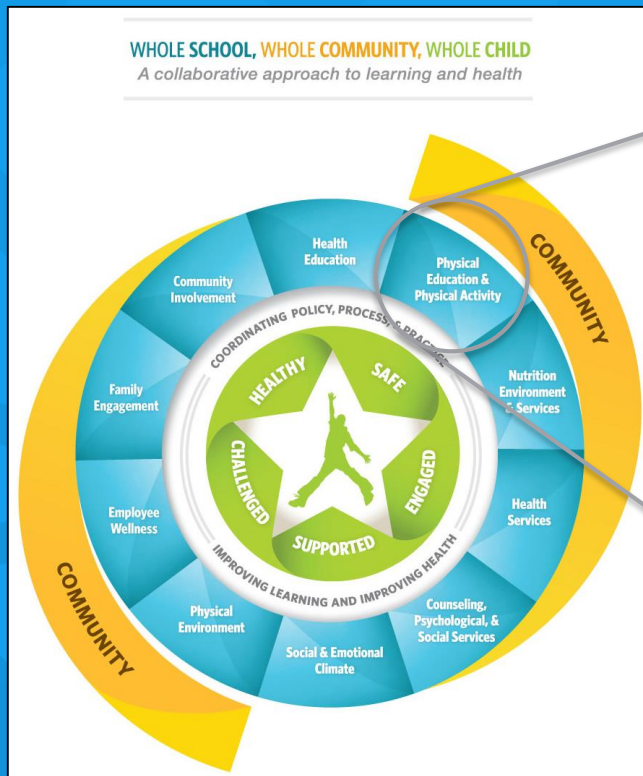 WHOLE SCHOOL, WHOLE COMMUNITY, WHOLE CHILD
A collaborative approach to learning and health
COMMUNITY
Health
Education
Physical
Education &
Physical Activity
Nutrition
Environment
& Services
Health
Services
Counseling,
Psychological, &
Social Services
Social & Emotional
Climate
Physical
Environment
Employee
Wellness
Family
Engagement
Community
Involvement
COORDINATING POLICY, PROCESS, & PRACTICE
IMPROVING LEARNING AND IMPROVING HEALTH
HEALTHY
SAFE
ENGAGED
SUPPORTED
CHALLENGED
COMMUNITY